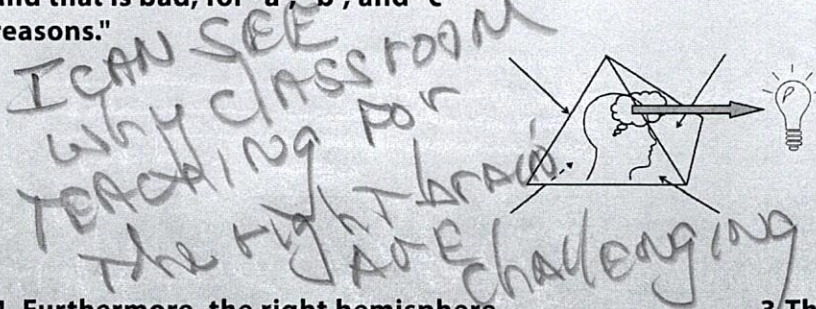 and that is bad, for "a", "b", and "c"
reasons."
I CAN SEE
why classroom
TEACHING for
The right brain
ArE challenging
1. Furthermore, the right hemisphere
3 Th